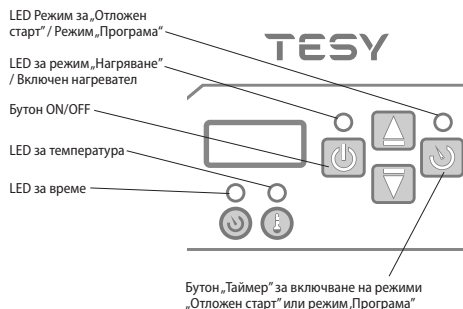 LED Режим за „Отложен
старт” / Режим „Програма”
TESY
LED за режим „Нагряване”
/ Включен нагревател
Бутон ON/OFF
LED за температура
LED за време
Бутон „Таймер” за включване на режими
„Отложен старт” или режим „Програма”